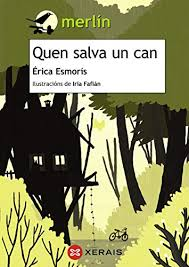 merlín
Quen salva un can
Érica Esmorís
Ilustracións de Iria Fafián
XERAIS